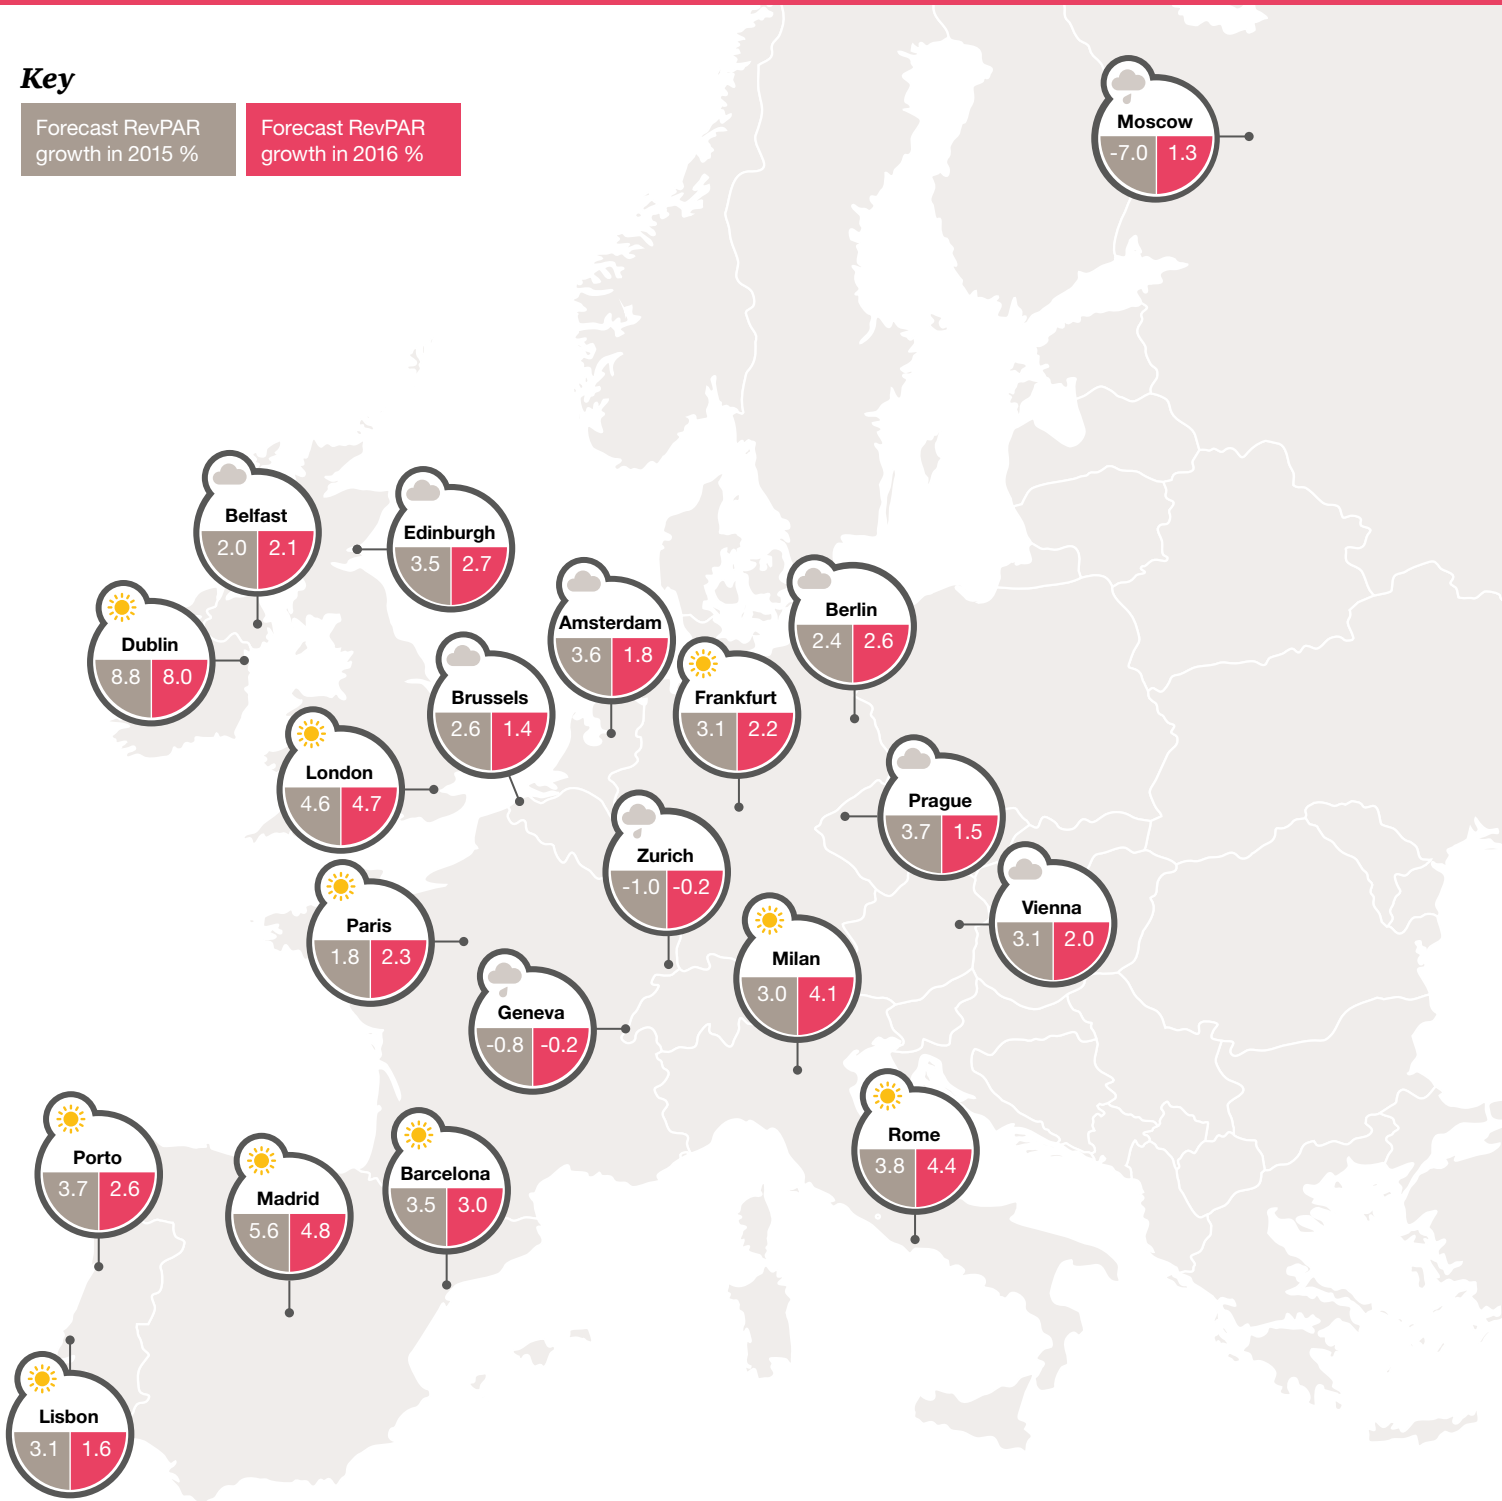 Key
Forecast RevPAR
growth in 2015 %
Forecast RevPAR
growth in 2016 %
Moscow
-7.0 1.3
Belfast
2.0 2.1
Edinburgh
3.5 2.7
Dublin
8.8 8.0
Amsterdam
3.6 1.8
Berlin
2.4 2.6
Brussels
2.6 1.4
Frankfurt
3.1 2.2
London
4.6 4.7
Prague
3.7 1.5
Zurich
-1.0 -0.2
Vienna
3.1 2.0
Paris
1.8 2.3
Milan
3.0 4.1
Geneva
-0.8 -0.2
Rome
3.8 4.4
Porto
3.7 2.6
Madrid
5.6 4.8
Barcelona
3.5 3.0
Lisbon
3.1 1.6